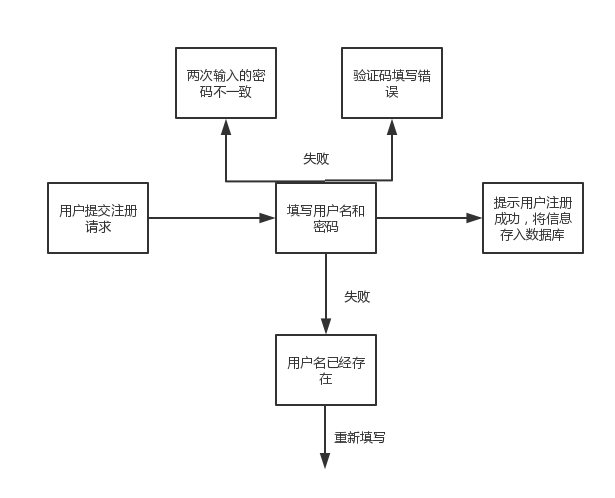 两次输入的密
码不一致
验证码填写错
误
失败
用户提交注册
请求
填写用户名和
密码
提示用户注册
成功，将信息
存入数据库
失败
用户名已经存
在
重新填写